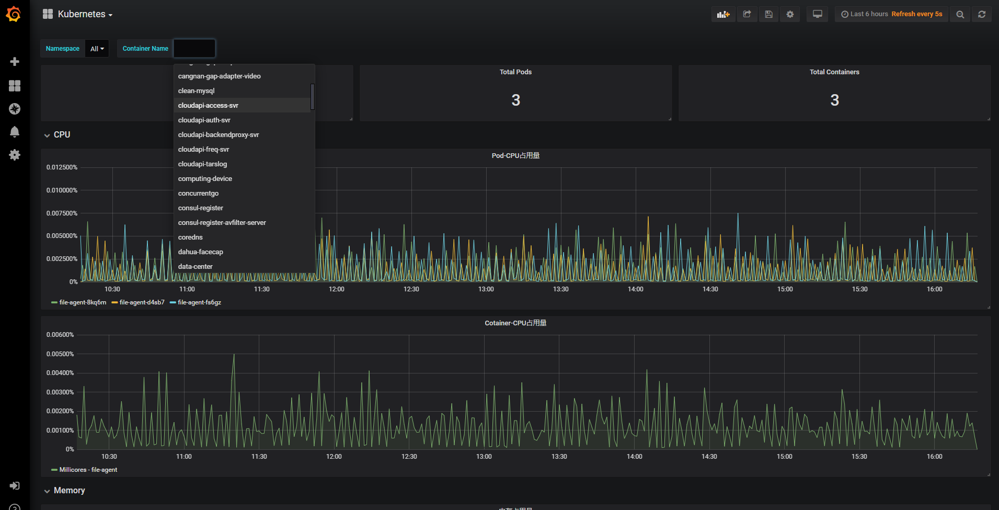 Kubernetes
Last 6 hours Refresh every 5s
Namespace All Container Name
cangnan-gap-adapter-video
clean-mysql
cloudapi-access-svr
cloudapi-auth-svr
cloudapi-backendproxy-svr
cloudapi-freq-svr
cloudapi-tarslog
computing-device
concurrentgo
consul-register
consul-register-avfilter-server
coredns
dahua-facecap
data-center
Total Pods
3
Total Containers
3
CPU
Pod-CPU占用量
0.012500%
0.010000%
0.007500%
0.005000%
0.002500%
0%
10:30 11:00 11:30 12:00 12:30 13:00 13:30 14:00 14:30 15:00 15:30 16:00
file-agent-8kq6m file-agent-d4sb7 file-agent-fs6gz
Cotainer-CPU占用量
0.00600%
0.00500%
0.00400%
0.00300%
0.00200%
0.00100%
0%
10:30 11:00 11:30 12:00 12:30 13:00 13:30 14:00 14:30 15:00 15:30 16:00
Millicores - file-agent
Memory